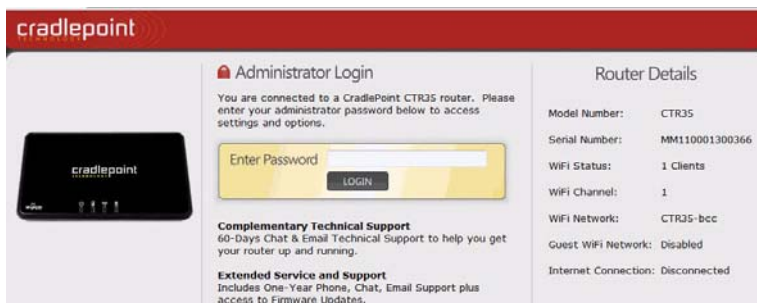 cradlepoint
TECHNOLOGY
cradlepoint
Administrator Login
You are connected to a CradlePoint CTR35 router. Please
enter your administrator password below to access
settings and options.
Enter Password
LOGIN
Complementary Technical Support
60-Days Chat & Email Technical Support to help you get
your router up and running.
Extended Service and Support
Includes One-Year Phone, Chat, Email Support plus
access to Firmware Updates.
Router Details
Model Number: CTR35
Serial Number: MM110001300366
WiFi Status: 1 Clients
WiFi Channel: 1
WiFi Network: CTR35-bcc
Guest WiFi Network: Disabled
Internet Connection: Disconnected